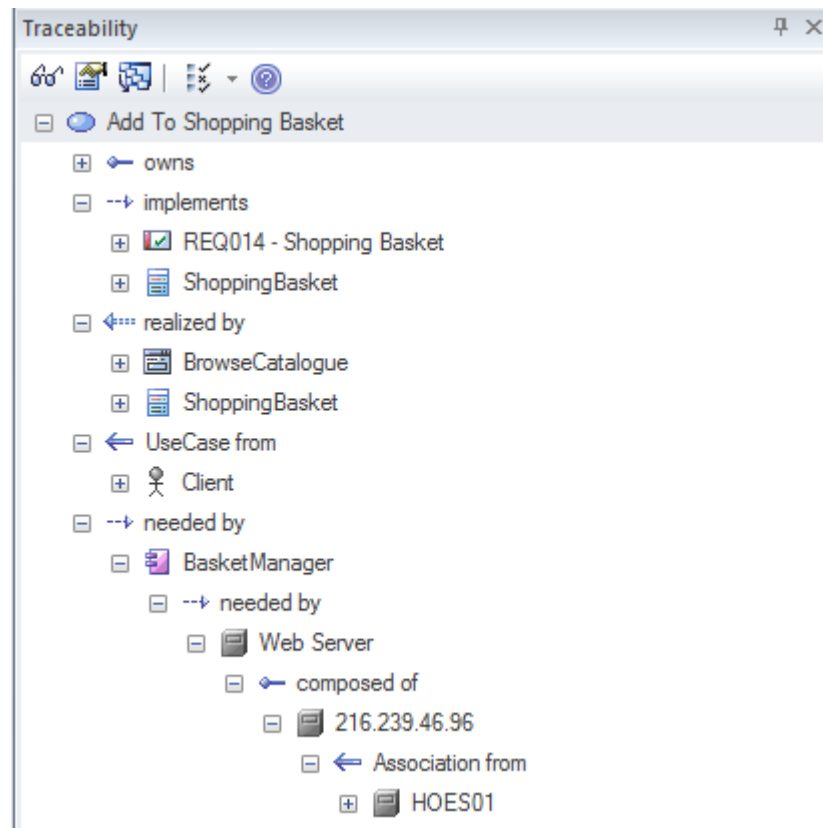 Traceability
Add To Shopping Basket
owns
implements
REQ014 - Shopping Basket
ShoppingBasket
realized by
BrowseCatalogue
ShoppingBasket
UseCase from
Client
needed by
BasketManager
needed by
Web Server
composed of
216.239.46.96
Association from
HOES01